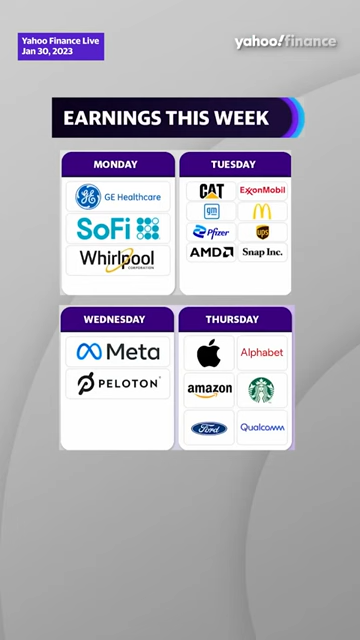 Yahoo Finance Live
Jan 30, 2023
yahoo!finance
EARNINGS THIS WEEK
MONDAY
GE HealthCare
SoFi
Whirlpool
CORPORATION
TUESDAY
CAT
ExxonMobil
gm
Pfizer
ups
AMD
Snap Inc.
WEDNESDAY
Meta
PELOTON
THURSDAY
Alphabet
amazon
Ford
Qualcomm